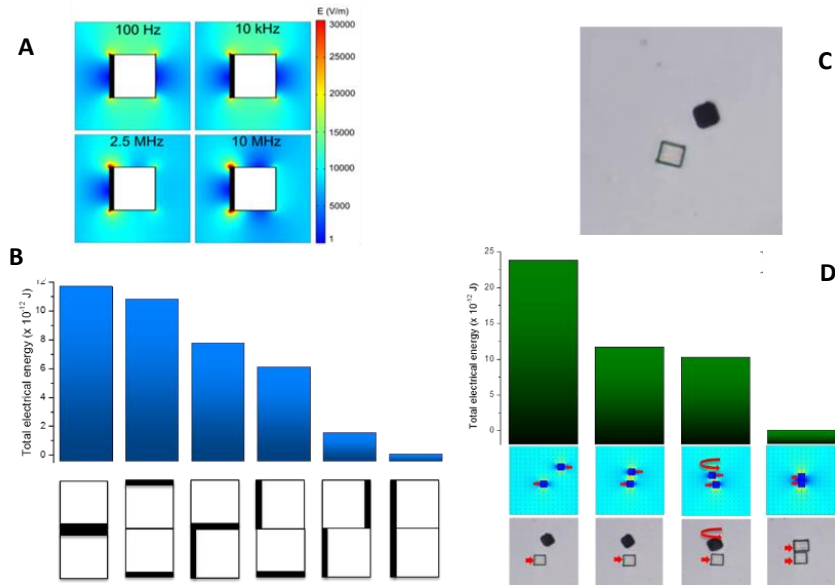 A
E (V/m)
100 Hz
10 kHz
30000
25000
20000
15000
10000
5000
1
2.5 MHz
10 MHz
C
B
Total electrical energy (x 10⁻¹² J)
12
10
8
6
4
2
0
D
Total electrical energy (x 10⁻¹² J)
25
20
15
10
5
0